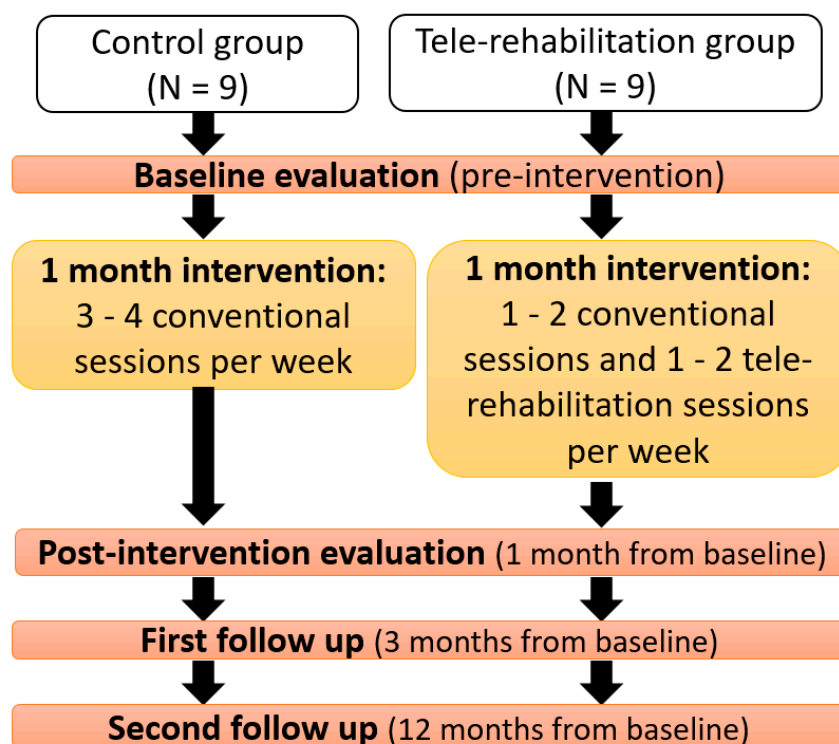 Control group
(N = 9)
Tele-rehabilitation group
(N = 9)
Baseline evaluation (pre-intervention)
1 month intervention:
3 - 4 conventional
sessions per week
1 month intervention:
1 - 2 conventional
sessions and 1 - 2 tele-
rehabilitation sessions
per week
Post-intervention evaluation (1 month from baseline)
First follow up (3 months from baseline)
Second follow up (12 months from baseline)